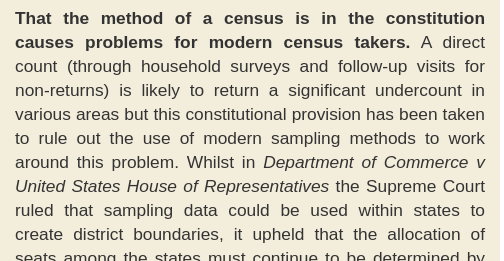 That the method of a census is in the constitution
causes problems for modern census takers. A direct
count (through household surveys and follow-up visits for
non-returns) is likely to return a significant undercount in
various areas but this constitutional provision has been taken
to rule out the use of modern sampling methods to work
around this problem. Whilst in Department of Commerce v
United States House of Representatives the Supreme Court
ruled that sampling data could be used within states to
create district boundaries, it upheld that the allocation of
seats among the states must continue to be determined by